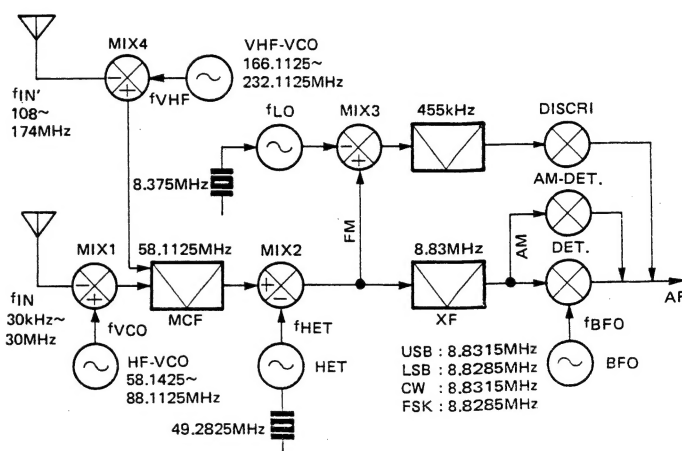 MIX4
VHF-VCO
166.1125~
232.1125MHz
fVHF
fIN'
108~
174MHz
fLO
MIX3
455kHz
DISCRI
8.375MHz
AM-DET.
FM
AM
MIX1
58.1125MHz
MIX2
8.83MHz
DET.
fIN
30kHz~
30MHz
fVCO
MCF
fHET
XF
AF
fBFO
HF-VCO
58.1425~
88.1125MHz
HET
USB : 8.8315MHz
LSB : 8.8285MHz
CW : 8.8315MHz
FSK : 8.8285MHz
BFO
49.2825MHz